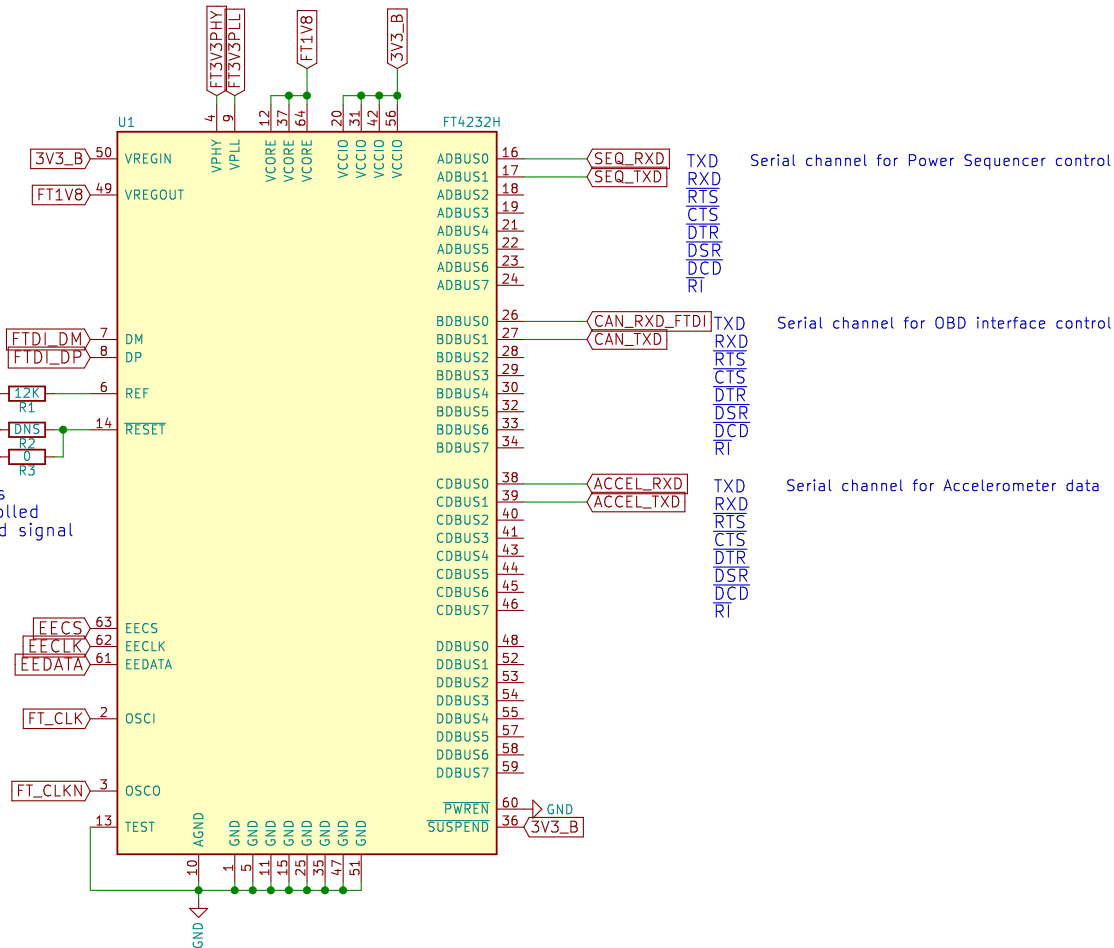 FT3V3PHY
FT3V3PLL
FT1V8
3V3_B
4
9
12
37
64
20
31
42
56
U1
FT4232H
VPHY
VPLL
VCORE
VCORE
VCORE
VCCIO
VCCIO
VCCIO
VCCIO
3V3_B 50 VREGIN
FT1V8 49 VREGOUT
FTDI_DM 7 DM
FTDI_DP 8 DP
12K 6 REF
R1
DNS 14 RESET
R2
0
R3
s
olled
d signal
EECS 63 EECS
EECLK 62 EECLK
EEDATA 61 EEDATA
FT_CLK 2 OSCI
FT_CLKN 3 OSCO
13 TEST
ADBUS0 16 SEQ_RXD TXD Serial channel for Power Sequencer control
ADBUS1 17 SEQ_TXD RXD
ADBUS2 18 RTS
ADBUS3 19 CTS
ADBUS4 21 DTR
ADBUS5 22 DSR
ADBUS6 23 DCD
ADBUS7 24 RI
BDBUS0 26 CAN_RXD_FTDI TXD Serial channel for OBD interface control
BDBUS1 27 CAN_TXD RXD
BDBUS2 28 RTS
BDBUS3 29 CTS
BDBUS4 30 DTR
BDBUS5 32 DSR
BDBUS6 33 DCD
BDBUS7 34 RI
CDBUS0 38 ACCEL_RXD TXD Serial channel for Accelerometer data
CDBUS1 39 ACCEL_TXD RXD
CDBUS2 40 RTS
CDBUS3 41 CTS
CDBUS4 43 DTR
CDBUS5 44 DSR
CDBUS6 45 DCD
CDBUS7 46 RI
DDBUS0 48
DDBUS1 52
DDBUS2 53
DDBUS3 54
DDBUS4 55
DDBUS5 57
DDBUS6 58
DDBUS7 59
PWREN 60 GND
SUSPEND 36 3V3_B
AGND
GND
GND
GND
GND
GND
GND
GND
GND
10
1
5
11
15
25
35
47
51
GND